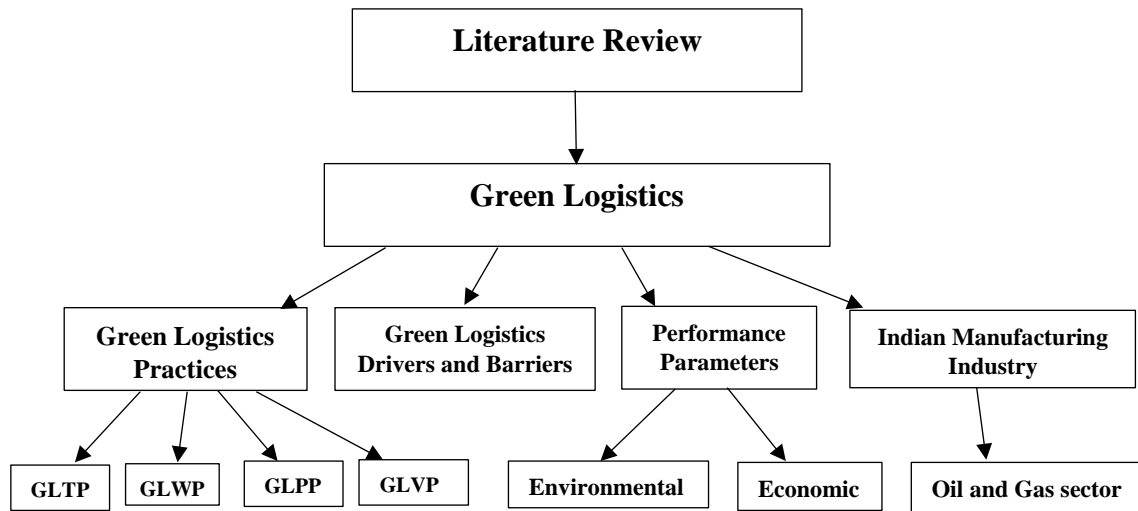 Literature Review
Green Logistics
Green Logistics
Practices
Green Logistics
Drivers and Barriers
Performance
Parameters
Indian Manufacturing
Industry
GLTP
GLWP
GLPP
GLVP
Environmental
Economic
Oil and Gas sector